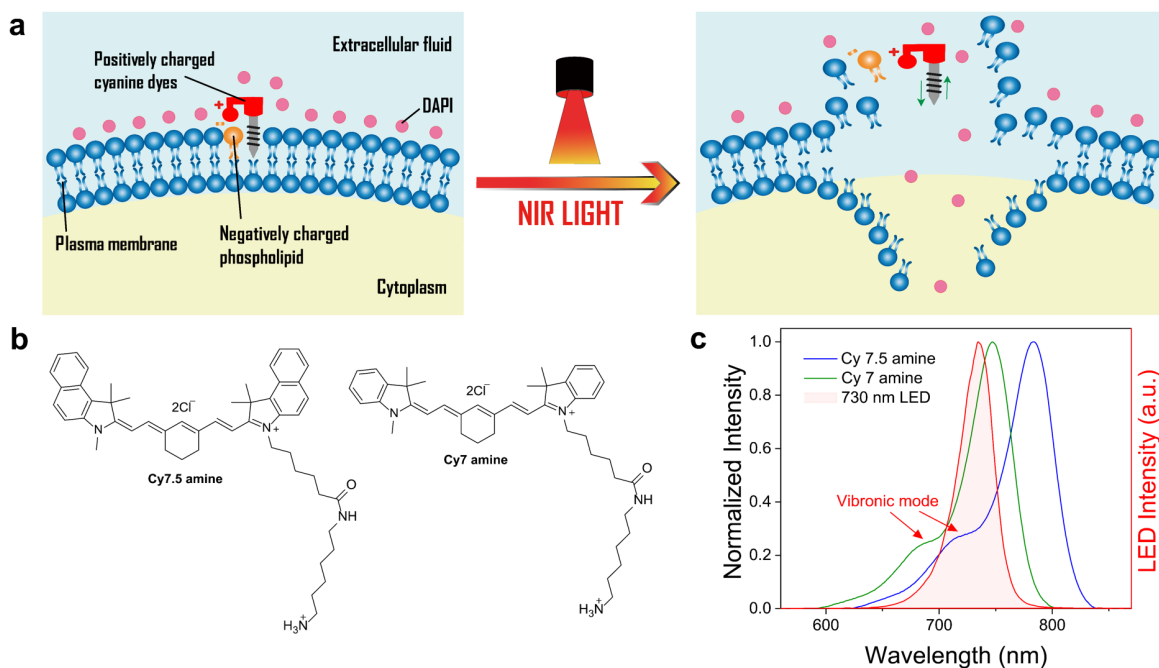 a
Extracellular fluid
Positively charged
cyanine dyes
+
-
DAPI
Plasma membrane
Negatively charged
phospholipid
Cytoplasm
NIR LIGHT
-
+
b
2Cl⁻
N
N⁺
O
NH
H₃N⁺
Cy7.5 amine
2Cl⁻
N
N⁺
O
NH
H₃N⁺
Cy7 amine
c
Normalized Intensity
1.0
0.8
0.6
0.4
0.2
0.0
Cy 7.5 amine
Cy 7 amine
730 nm LED
Vibronic mode
600
700
800
Wavelength (nm)
LED Intensity (a.u.)